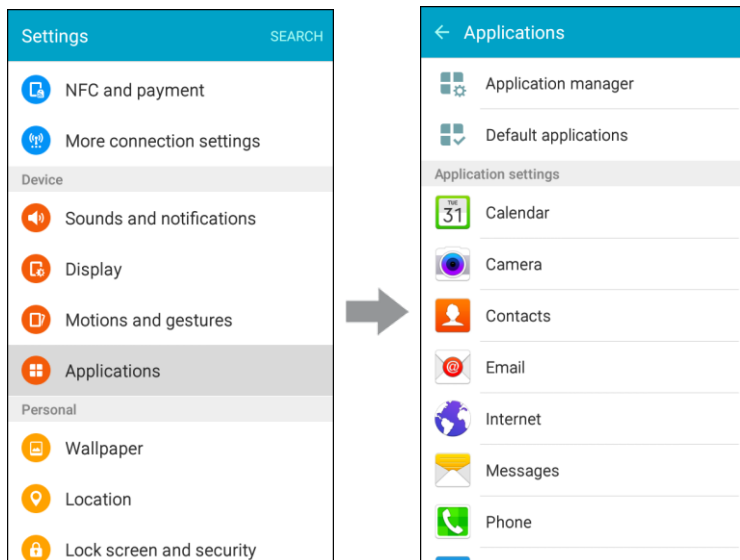 Settings
SEARCH
NFC and payment
More connection settings
Device
Sounds and notifications
Display
Motions and gestures
Applications
Personal
Wallpaper
Location
Lock screen and security
Applications
Application manager
Default applications
Application settings
TUE
31
Calendar
Camera
Contacts
@
Email
Internet
Messages
Phone